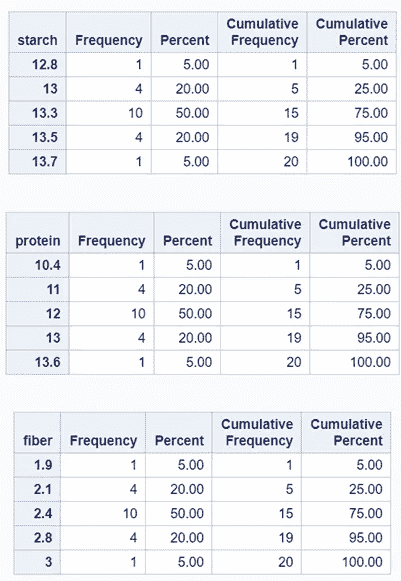 starch Frequency Percent Cumulative Frequency Cumulative Percent
12.8 1 5.00 1 5.00
13 4 20.00 5 25.00
13.3 10 50.00 15 75.00
13.5 4 20.00 19 95.00
13.7 1 5.00 20 100.00
protein Frequency Percent Cumulative Frequency Cumulative Percent
10.4 1 5.00 1 5.00
11 4 20.00 5 25.00
12 10 50.00 15 75.00
13 4 20.00 19 95.00
13.6 1 5.00 20 100.00
fiber Frequency Percent Cumulative Frequency Cumulative Percent
1.9 1 5.00 1 5.00
2.1 4 20.00 5 25.00
2.4 10 50.00 15 75.00
2.8 4 20.00 19 95.00
3 1 5.00 20 100.00